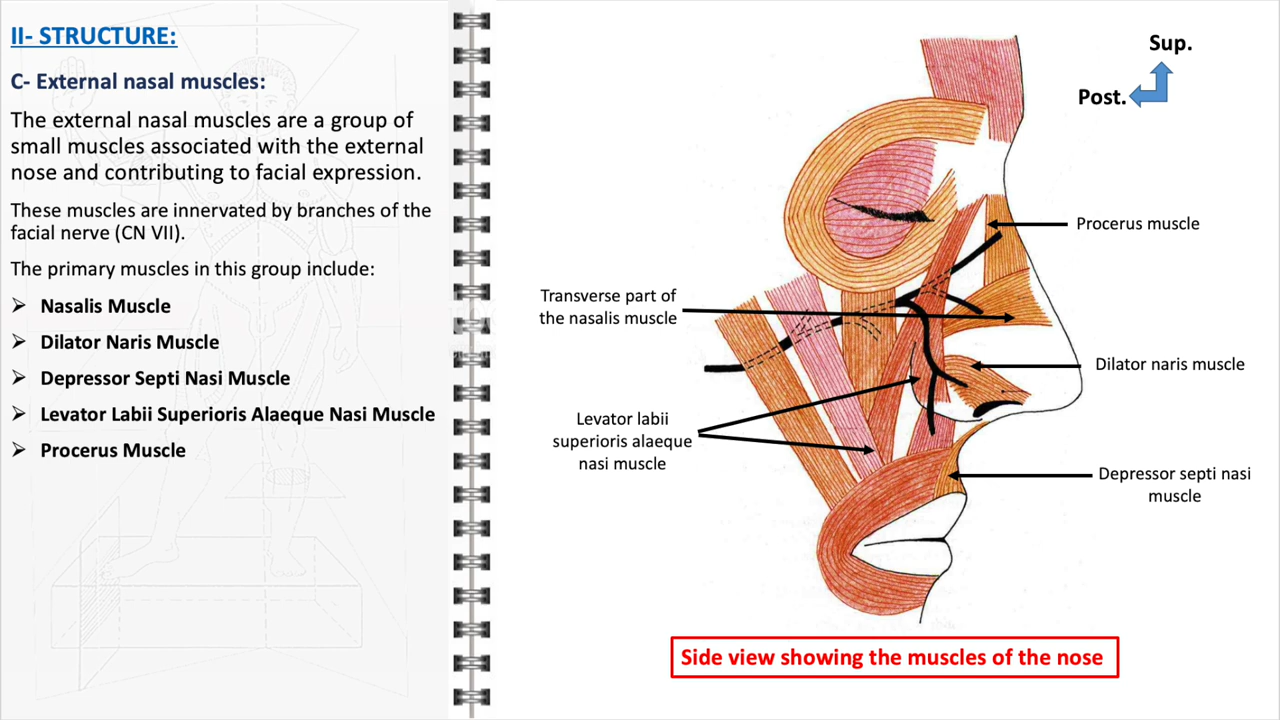 II- STRUCTURE:
C- External nasal muscles:
The external nasal muscles are a group of
small muscles associated with the external
nose and contributing to facial expression.
These muscles are innervated by branches of the
facial nerve (CN VII).
The primary muscles in this group include:
➢ Nasalis Muscle
➢ Dilator Naris Muscle
➢ Depressor Septi Nasi Muscle
➢ Levator Labii Superioris Alaeque Nasi Muscle
➢ Procerus Muscle
Sup.
Post.
Procerus muscle
Transverse part of
the nasalis muscle
Dilator naris muscle
Levator labii
superioris alaeque
nasi muscle
Depressor septi nasi
muscle
Side view showing the muscles of the nose